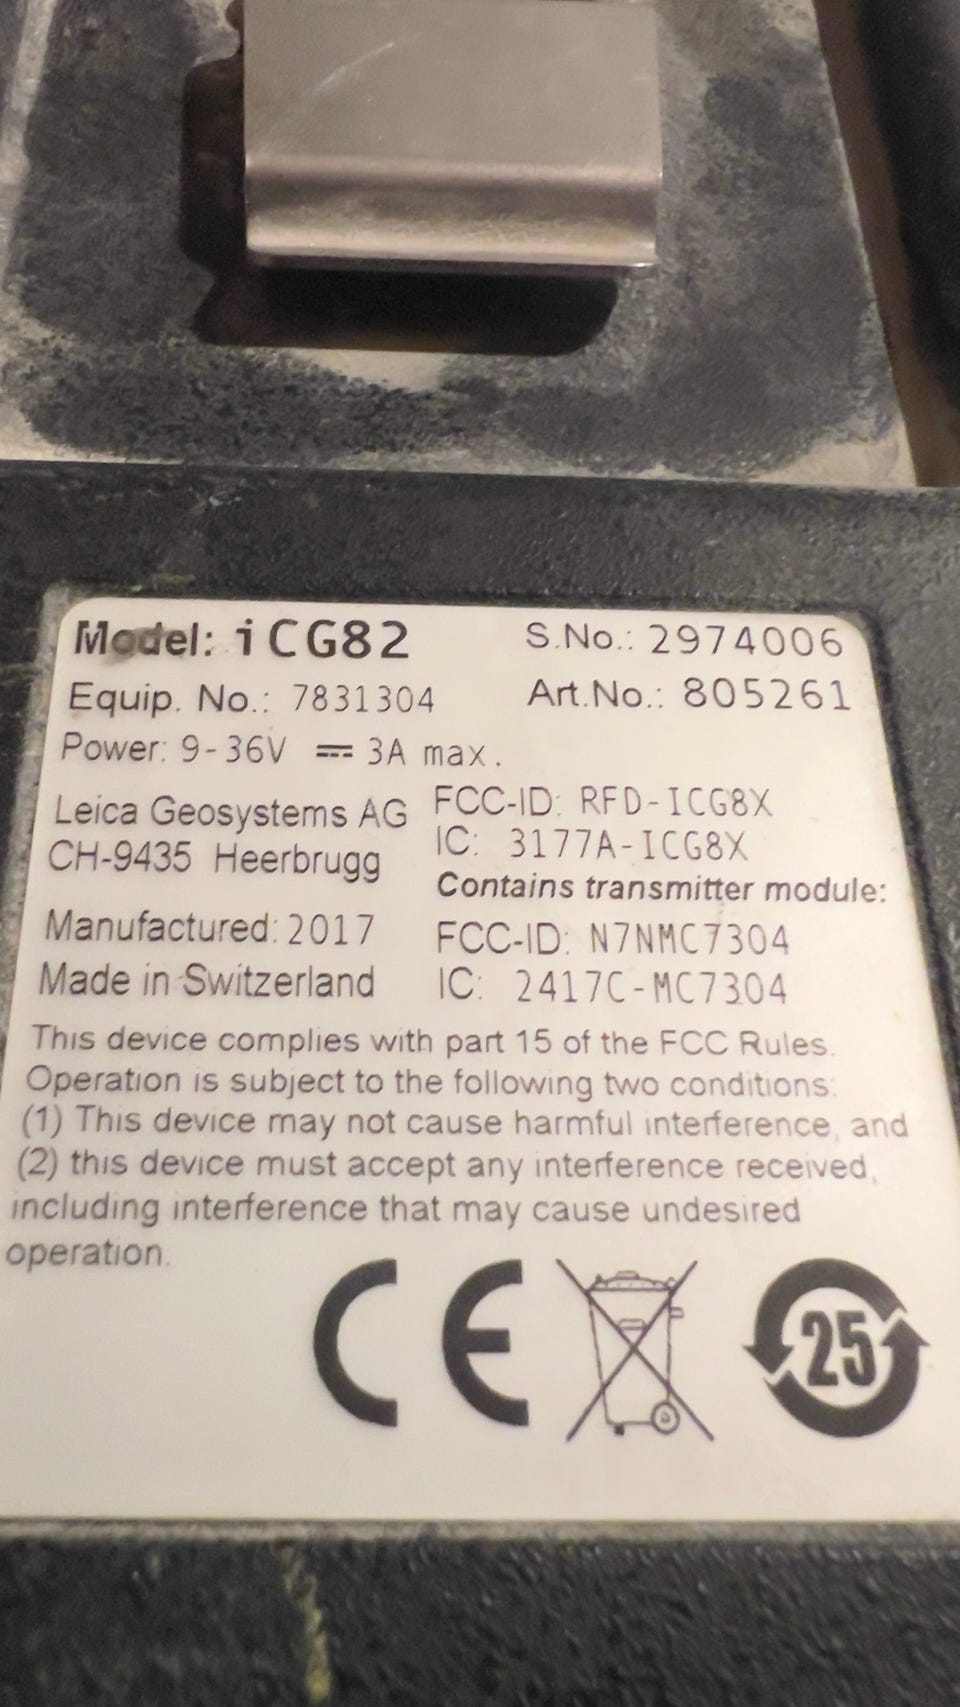 Model: iCG82 S.No.: 2974006
Equip. No.: 7831304 Art.No.: 805261
Power: 9-36V ⎓ 3A max.
Leica Geosystems AG FCC-ID: RFD-ICG8X
CH-9435 Heerbrugg IC: 3177A-ICG8X
Contains transmitter module:
Manufactured: 2017 FCC-ID: N7NMC7304
Made in Switzerland IC: 2417C-MC7304
This device complies with part 15 of the FCC Rules.
Operation is subject to the following two conditions:
(1) This device may not cause harmful interference, and
(2) this device must accept any interference received,
including interference that may cause undesired
operation.
CE 25